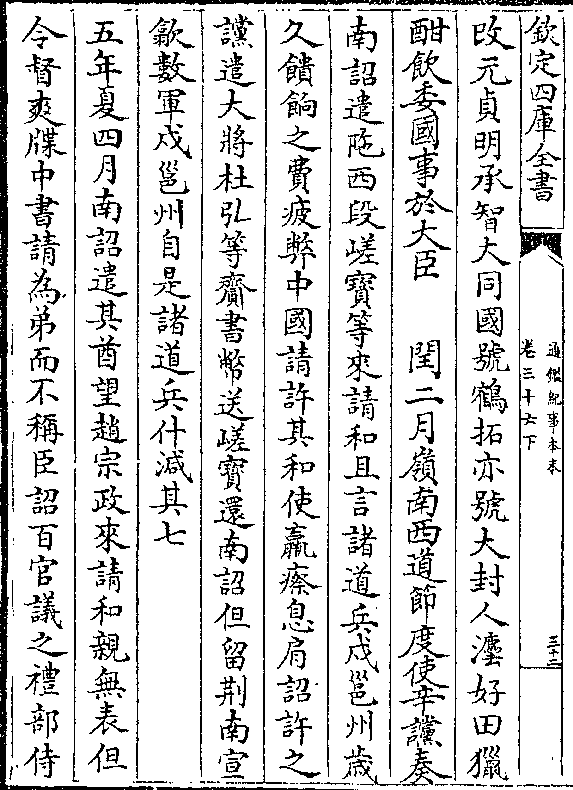 欽定四庫全書
通鑑紀事本末
卷三十六下
三十三
改元貞明承智大同國號鶴拓亦號大封人灋好田獵
酣飲委國事於大臣　閏二月嶺南西道節度使辛讜奏
南詔遣陁西段㟷寳等來請和且言諸道兵戍邕州歲
久饋餉之費疲弊中國請許其和使羸瘵息肩詔許之
讜遣大將杜弘等齎書幣送㟷寳還南詔但留荆南宣
歙數軍戍邕州自是諸道兵什減其七
五年夏四月南詔遣其酋望趙宗政來請和親無表但
令督爽牒中書請為弟而不稱臣詔百官議之禮部侍